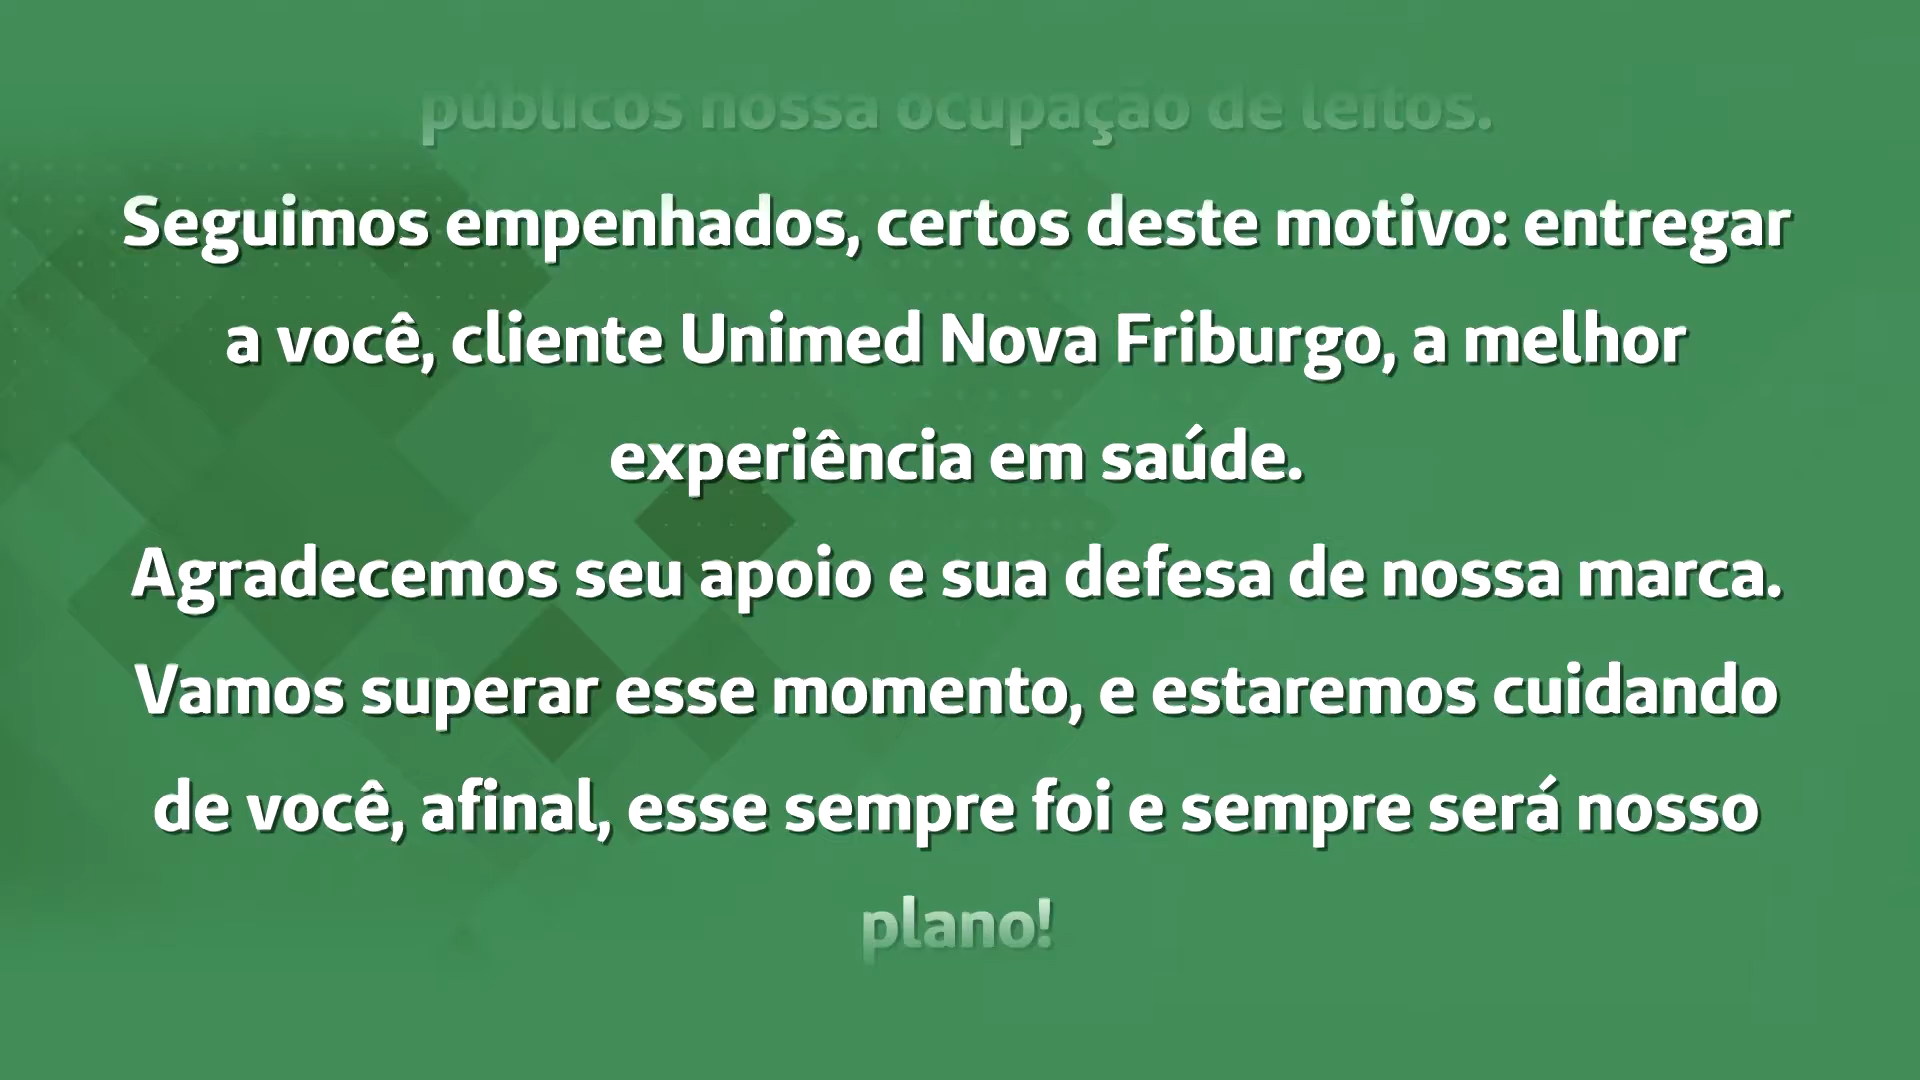 públicos nossa ocupação de leitos.
Seguimos empenhados, certos deste motivo: entregar
a você, cliente Unimed Nova Friburgo, a melhor
experiência em saúde.
Agradecemos seu apoio e sua defesa de nossa marca.
Vamos superar esse momento, e estaremos cuidando
de você, afinal, esse sempre foi e sempre será nosso
plano!